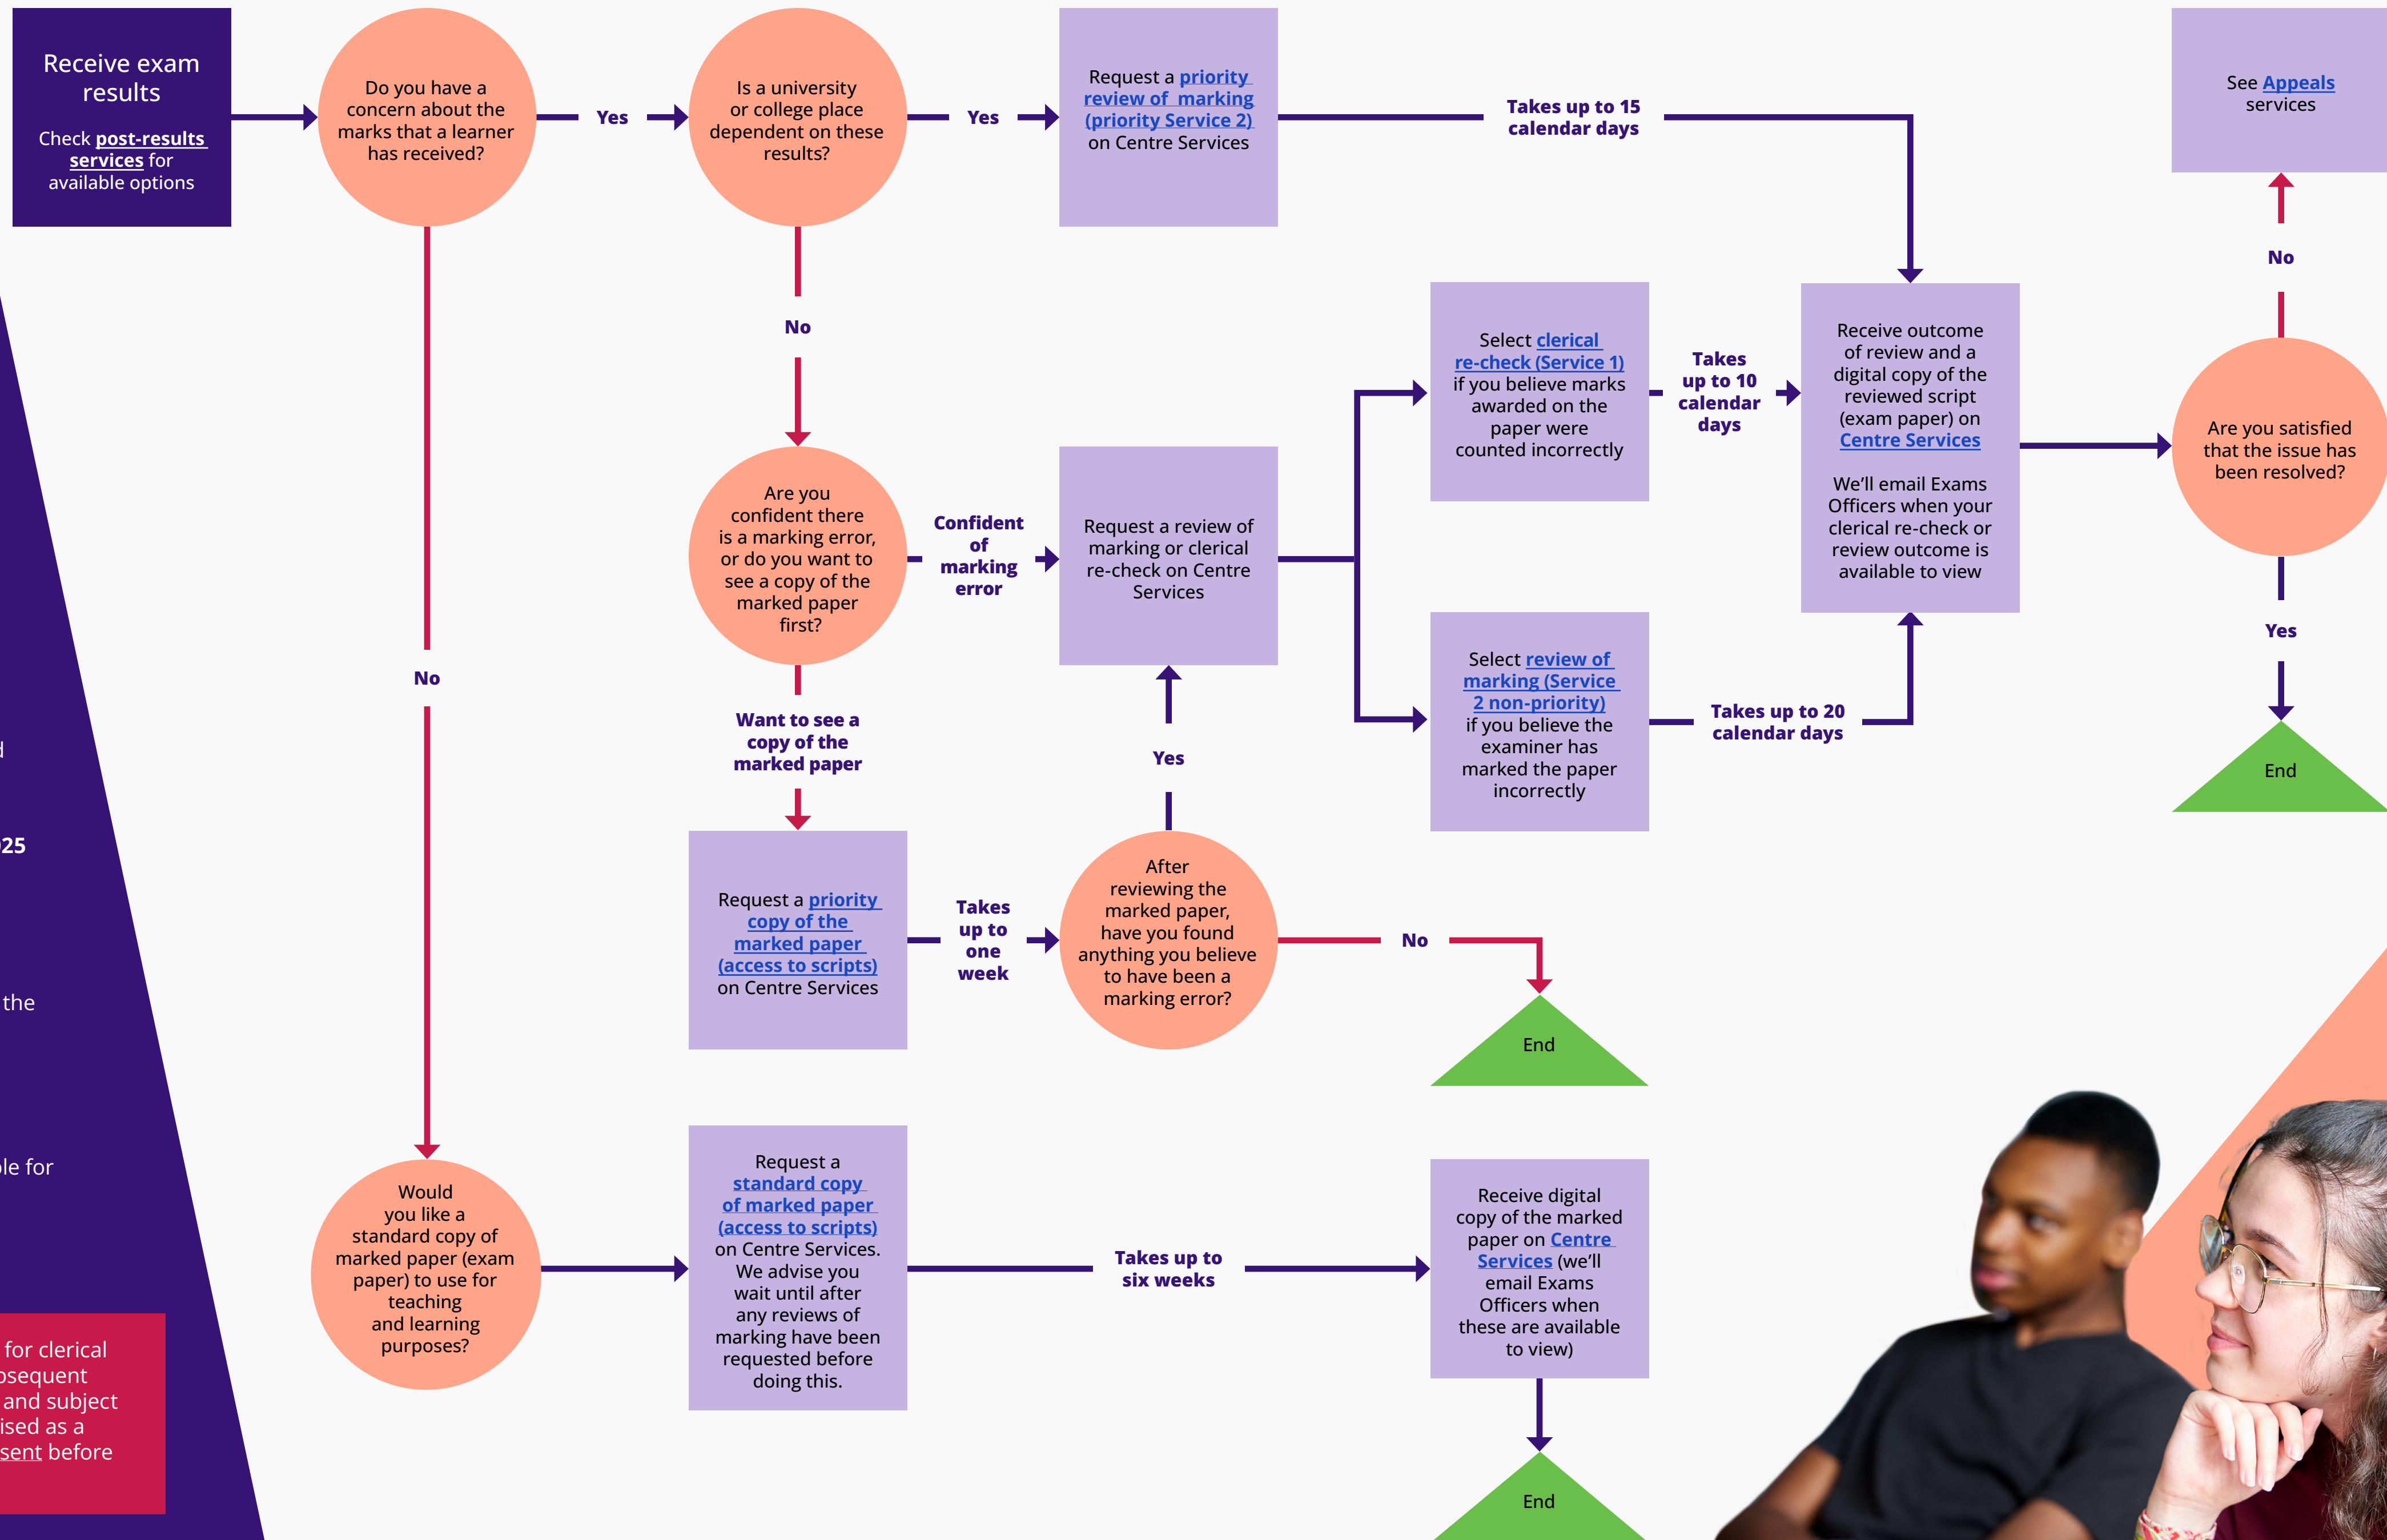 Receive exam
results
Check post-results
services for
available options
Do you have a
concern about the
marks that a learner
has received?
Yes
Is a university
or college place
dependent on these
results?
Yes
Request a priority
review of marking
(priority Service 2)
on Centre Services
Takes up to 15
calendar days
See Appeals
services
No
No
Are you
confident there
is a marking error,
or do you want to
see a copy of the
marked paper
first?
Confident
of
marking
error
Request a review of
marking or clerical
re-check on Centre
Services
Select clerical
re-check (Service 1)
if you believe marks
awarded on the
paper were
counted incorrectly
Takes
up to 10
calendar
days
Receive outcome
of review and a
digital copy of the
reviewed script
(exam paper) on
Centre Services
We’ll email Exams
Officers when your
clerical re-check or
review outcome is
available to view
Are you satisfied
that the issue has
been resolved?
Yes
End
Select review of
marking (Service
2 non-priority)
if you believe the
examiner has
marked the paper
incorrectly
Takes up to 20
calendar days
No
Want to see a
copy of the
marked paper
Yes
Request a priority
copy of the
marked paper
(access to scripts)
on Centre Services
Takes
up to
one
week
After
reviewing the
marked paper,
have you found
anything you believe
to have been a
marking error?
No
End
Would
you like a
standard copy of
marked paper (exam
paper) to use for
teaching
and learning
purposes?
Request a
standard copy
of marked paper
(access to scripts)
on Centre Services.
We advise you
wait until after
any reviews of
marking have been
requested before
doing this.
Takes up to
six weeks
Receive digital
copy of the marked
paper on Centre
Services (we’ll
email Exams
Officers when
these are available
to view)
End
25
the
for
for clerical
and subject
as a
before